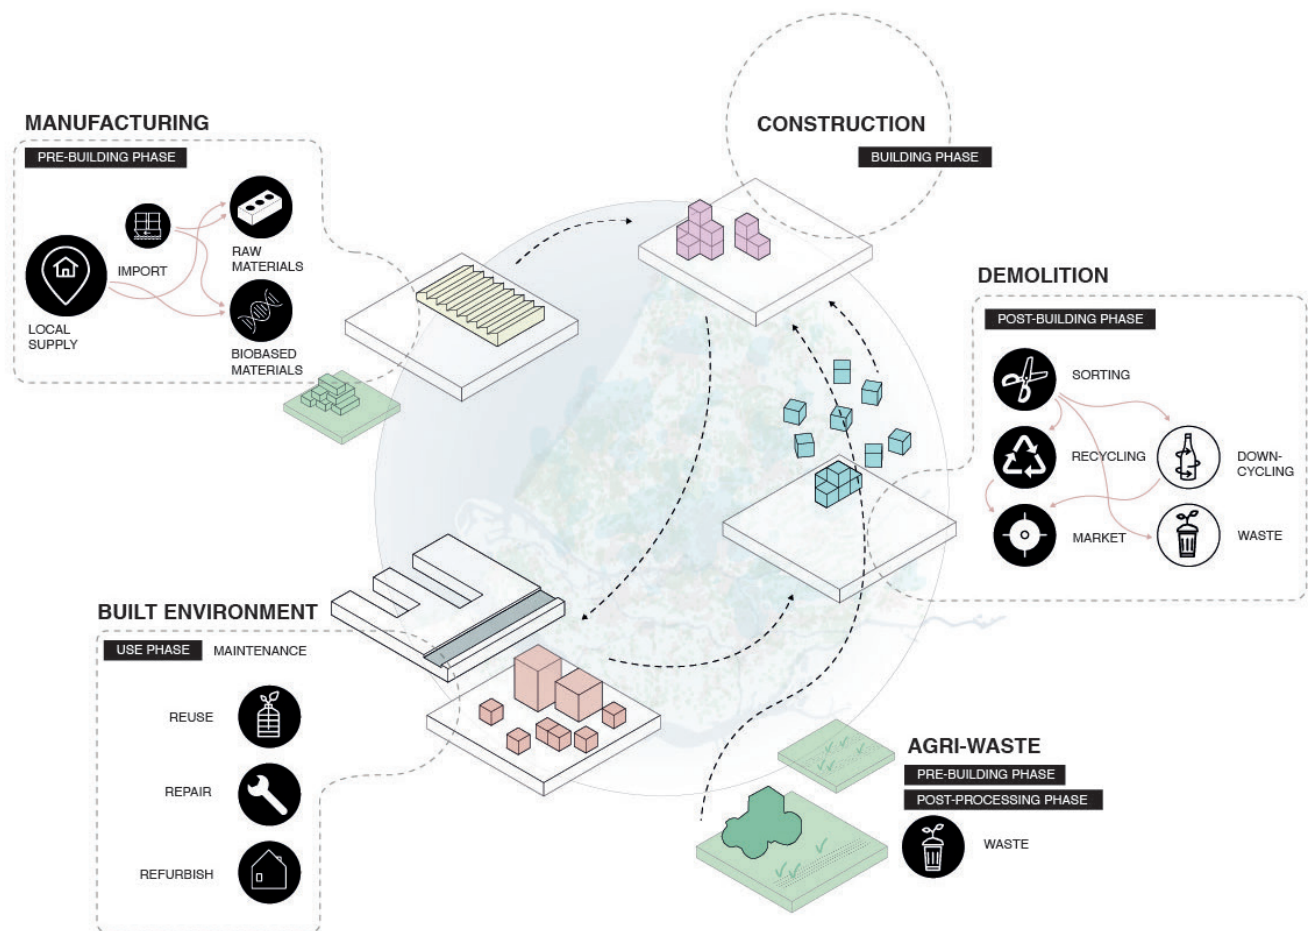 MANUFACTURING
PRE-BUILDING PHASE
IMPORT
LOCAL
SUPPLY
RAW
MATERIALS
BIOBASED
MATERIALS
CONSTRUCTION
BUILDING PHASE
DEMOLITION
POST-BUILDING PHASE
SORTING
RECYCLING
DOWN-
CYCLING
MARKET
WASTE
BUILT ENVIRONMENT
USE PHASE
MAINTENANCE
REUSE
REPAIR
REFURBISH
AGRI-WASTE
PRE-BUILDING PHASE
POST-PROCESSING PHASE
WASTE